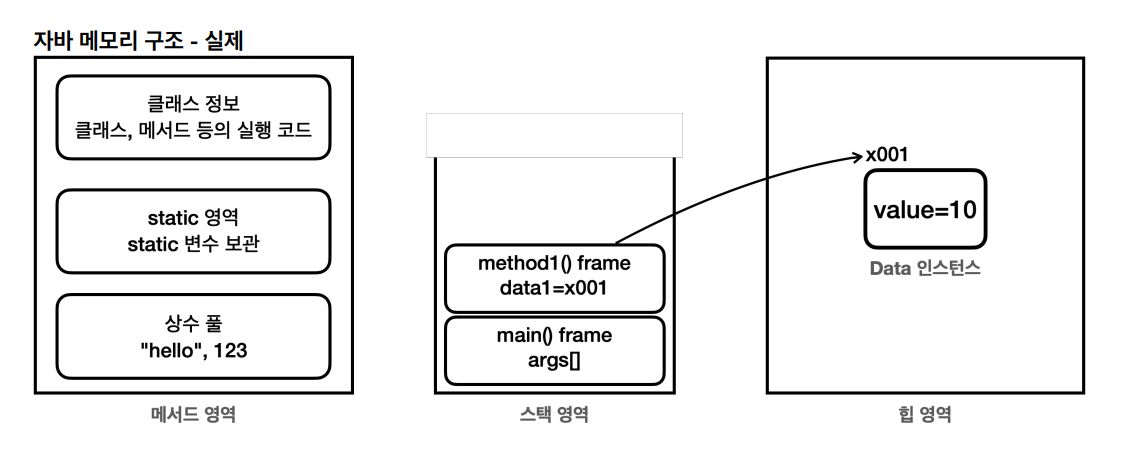 자바 메모리 구조 - 실제
클래스 정보
클래스, 메서드 등의 실행 코드
static 영역
static 변수 보관
상수 풀
"hello", 123
메서드 영역
method1() frame
data1=x001
main() frame
args[]
스택 영역
x001
value=10
Data 인스턴스
힙 영역